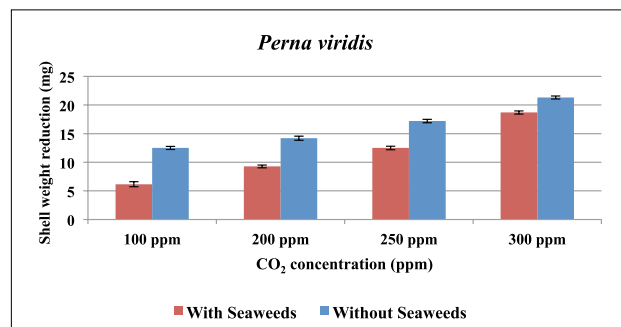 Perna viridis
Shell weight reduction (mg)
25
20
15
10
5
0
100 ppm 200 ppm 250 ppm 300 ppm
CO₂ concentration (ppm)
With Seaweeds Without Seaweeds